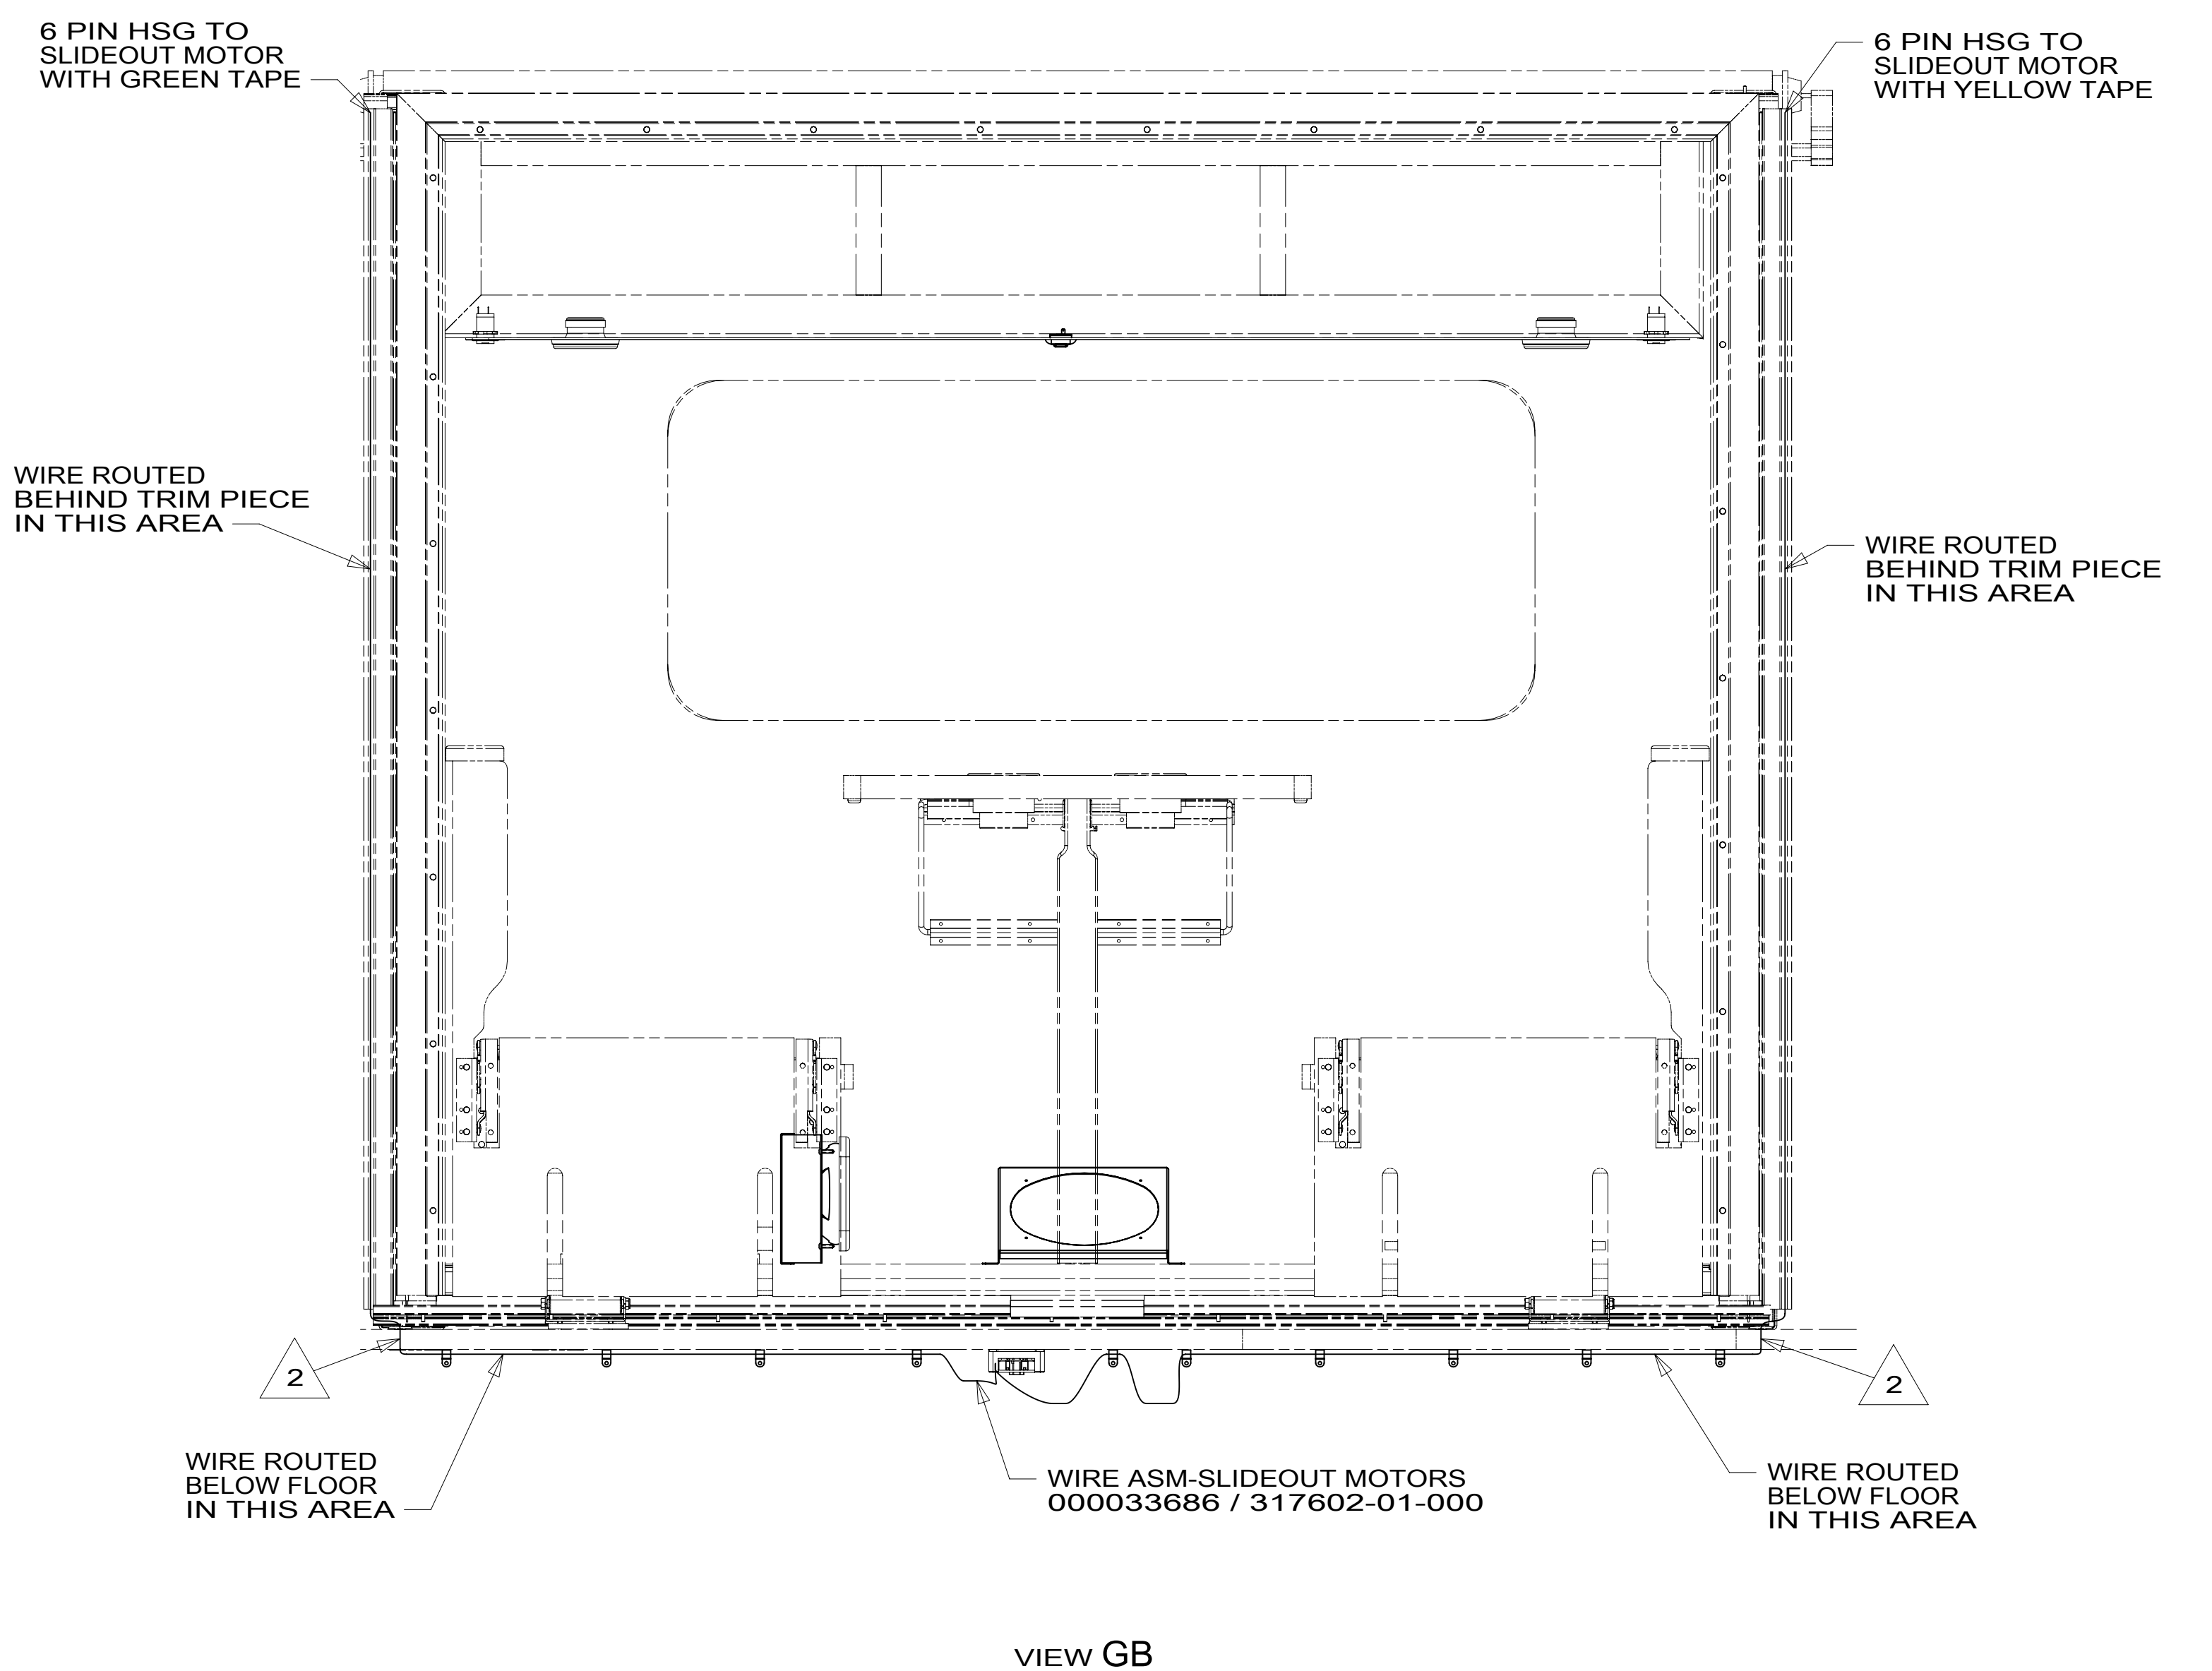 6 PIN HSG TO
SLIDEOUT MOTOR
WITH GREEN TAPE
6 PIN HSG TO
SLIDEOUT MOTOR
WITH YELLOW TAPE
WIRE ROUTED
BEHIND TRIM PIECE
IN THIS AREA
WIRE ROUTED
BEHIND TRIM PIECE
IN THIS AREA
2
2
WIRE ROUTED
BELOW FLOOR
IN THIS AREA
WIRE ASM-SLIDEOUT MOTORS
000033686 / 317602-01-000
WIRE ROUTED
BELOW FLOOR
IN THIS AREA
VIEW GB